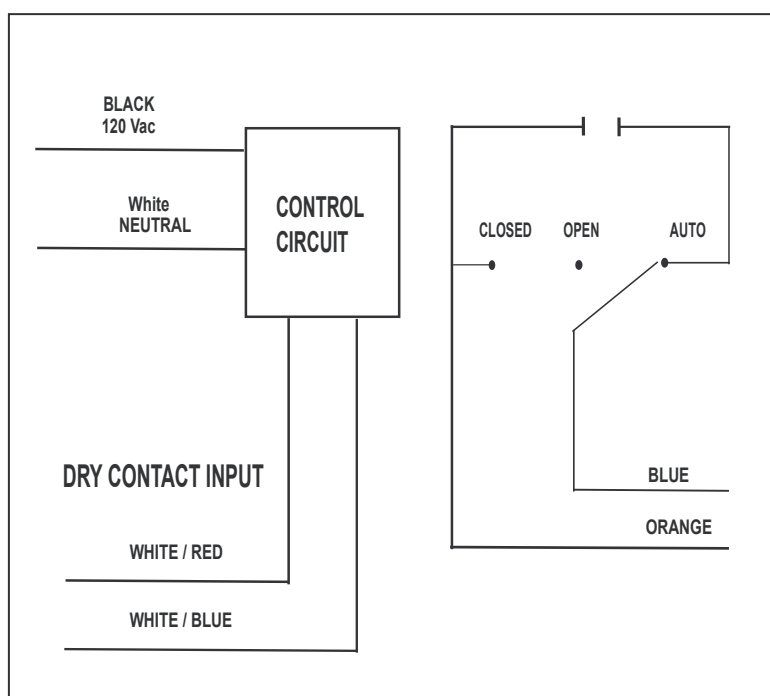 BLACK
120 Vac
White
NEUTRAL
CONTROL
CIRCUIT
CLOSED OPEN AUTO
DRY CONTACT INPUT
BLUE
ORANGE
WHITE / RED
WHITE / BLUE